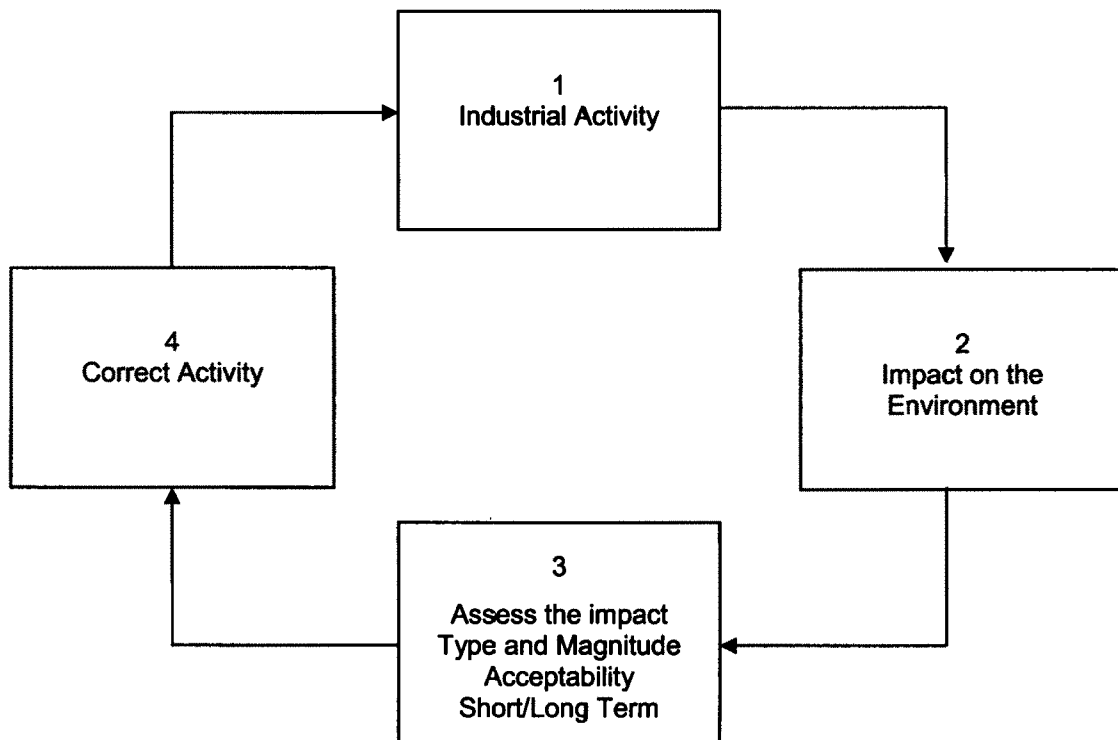 1
Industrial Activity
2
Impact on the
Environment
3
Assess the impact
Type and Magnitude
Acceptability
Short/Long Term
4
Correct Activity